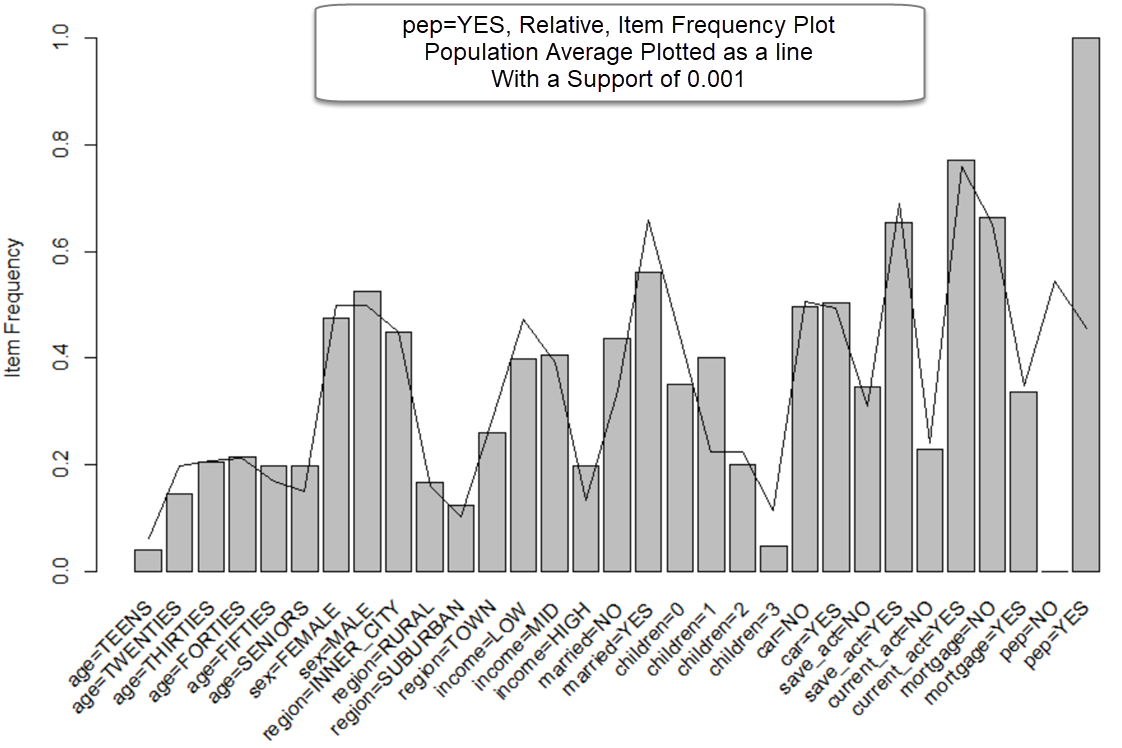 pep=YES, Relative, Item Frequency Plot
Population Average Plotted as a line
With a Support of 0.001
Item Frequency
1.0
0.8
0.6
0.4
0.2
0.0
age=TEENS
age=TWENTIES
age=THIRTIES
age=FORTIES
age=FIFTIES
age=SENIORS
sex=FEMALE
sex=MALE
region=INNER_CITY
region=RURAL
region=SUBURBAN
region=TOWN
income=LOW
income=MID
income=HIGH
married=NO
married=YES
children=0
children=1
children=2
children=3
car=NO
car=YES
save_act=NO
save_act=YES
current_act=NO
current_act=YES
mortgage=NO
mortgage=YES
pep=NO
pep=YES